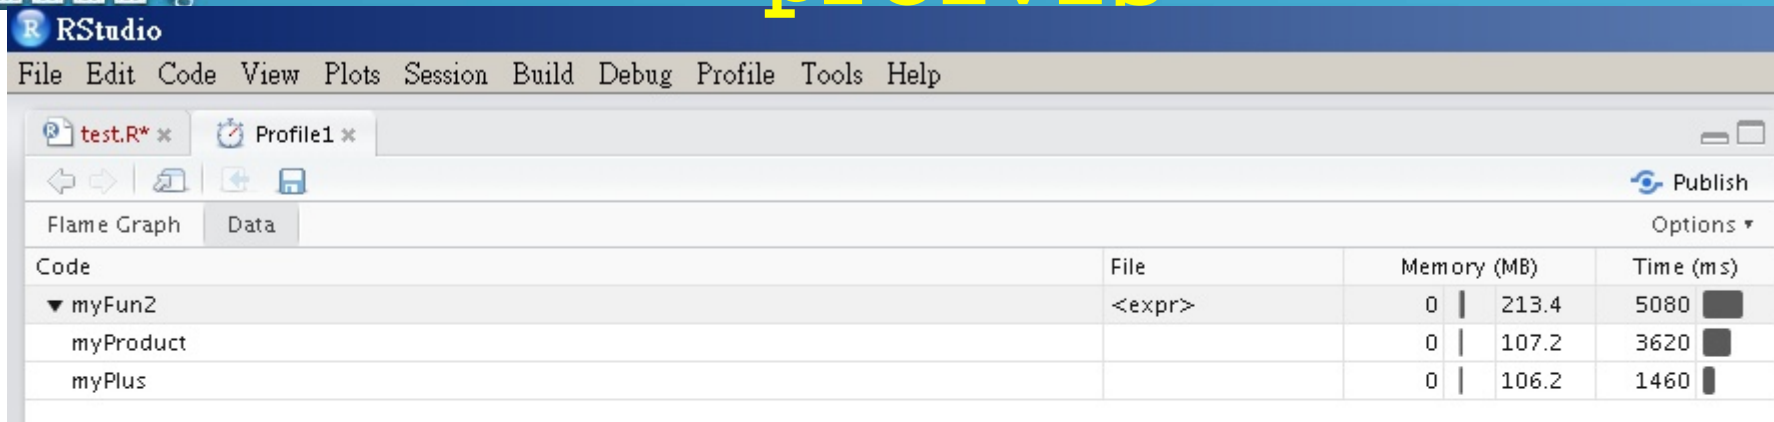 RStudio
File Edit Code View Plots Session Build Debug Profile Tools Help
test.R* Profile1
Publish
Flame Graph Data Options
Code File Memory (MB) Time (ms)
myFun2 <expr> 0 213.4 5080
myProduct 0 107.2 3620
myPlus 0 106.2 1460